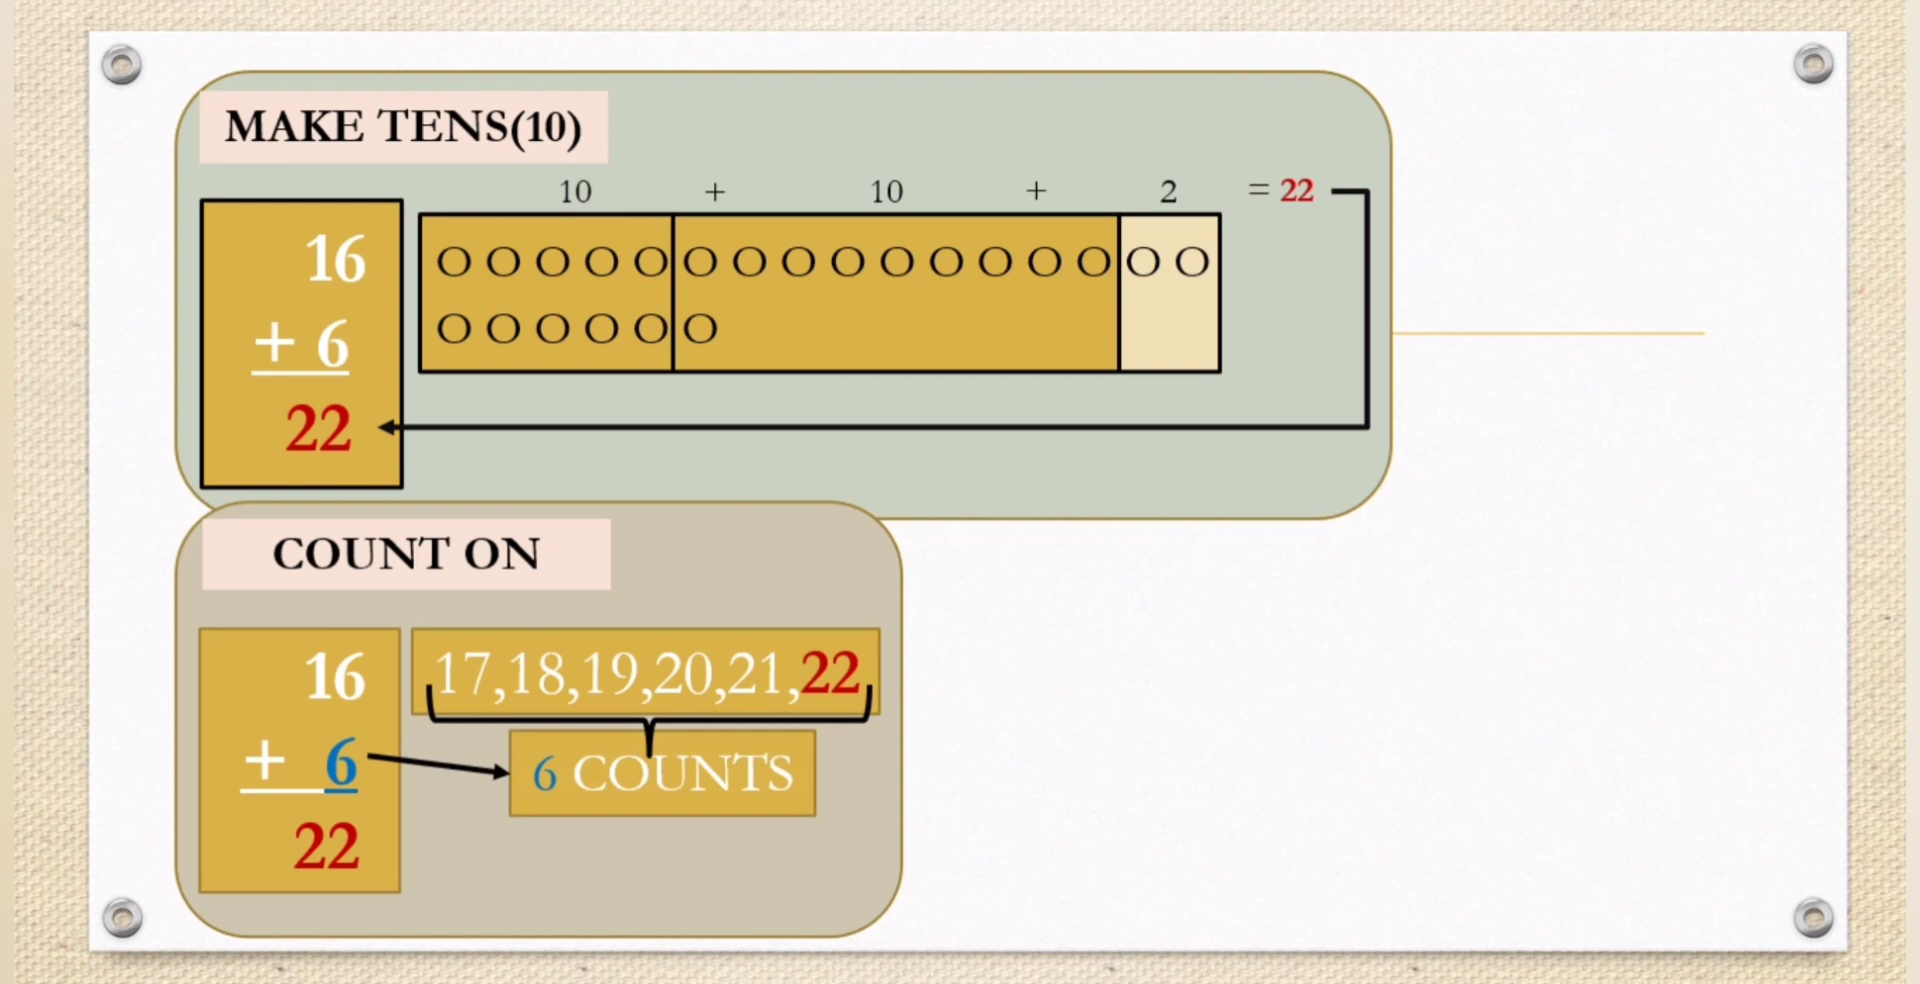 MAKE TENS(10)
10 + 10 + 2 = 22
16
+ 6
22
O O O O O O O O O O O O O O O O
O O O O O O
COUNT ON
16
+ 6
22
17,18,19,20,21,22
6 COUNTS